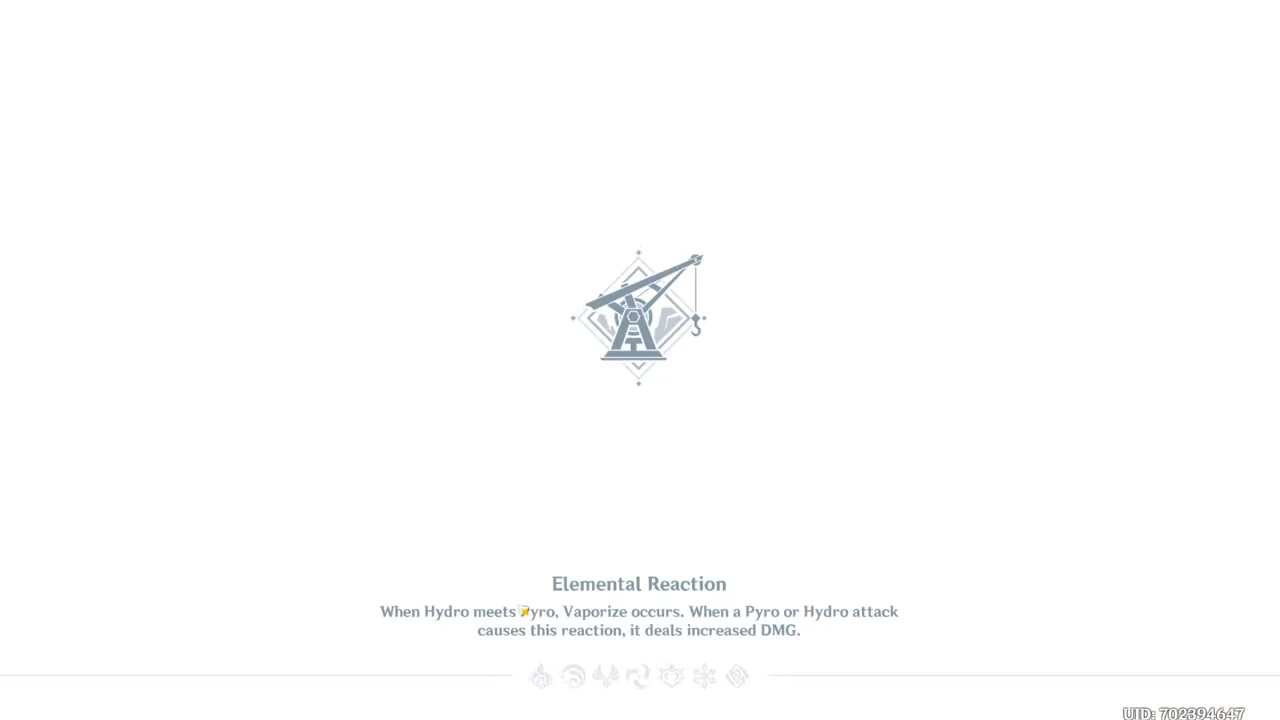 Elemental Reaction
When Hydro meets Pyro, Vaporize occurs. When a Pyro or Hydro attack
causes this reaction, it deals increased DMG.
UID: 702394647